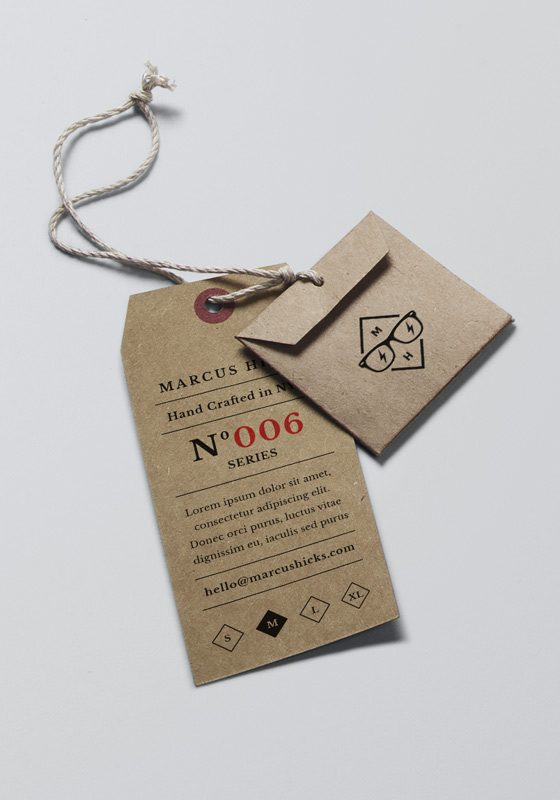 MARCUS
Hand Crafted in
Nº006
SERIES
Lorem ipsum dolor sit amet,
consectetur adipiscing elit.
Donec orci purus, luctus vitae
dignissim eu, iaculis sed purus
hello@marcushicks.com
S M L XL
M
H